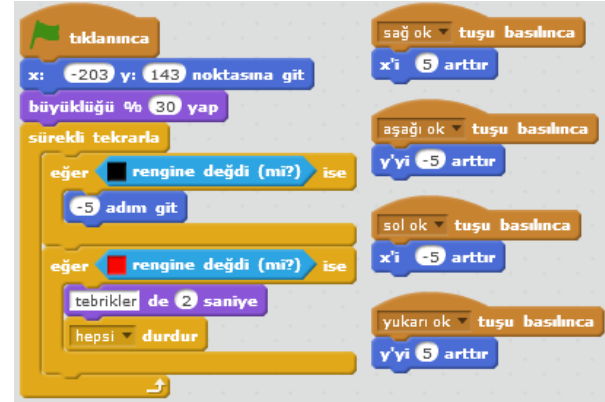 tıklanınca
x: -203 y: 143 noktasına git
büyüklüğü % 30 yap
sürekli tekrarla
eğer rengine değdi (mi?) ise
-5 adım git
eğer rengine değdi (mi?) ise
tebrikler de 2 saniye
hepsi durdur
sağ ok tuşu basılınca
x'i 5 arttır
aşağı ok tuşu basılınca
y'yi -5 arttır
sol ok tuşu basılınca
x'i -5 arttır
yukarı ok tuşu basılınca
y'yi 5 arttır